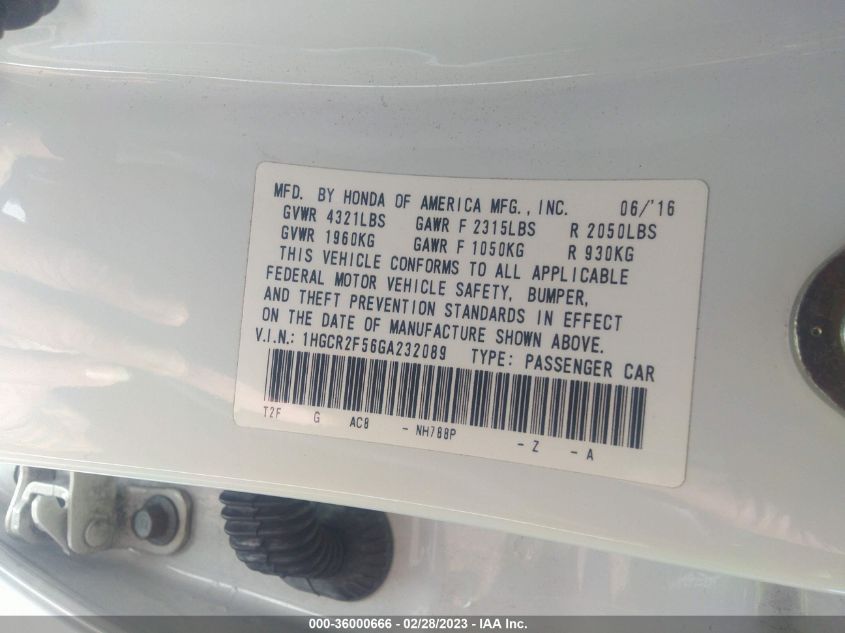 MFD. BY HONDA OF AMERICA MFG., INC. 06/'16
GVWR 4321LBS GAWR F 2315LBS R 2050LBS
GVWR 1960KG GAWR F 1050KG R 930KG
THIS VEHICLE CONFORMS TO ALL APPLICABLE
FEDERAL MOTOR VEHICLE SAFETY, BUMPER,
AND THEFT PREVENTION STANDARDS IN EFFECT
ON THE DATE OF MANUFACTURE SHOWN ABOVE.
V.I.N.: 1HGCR2F56GA232089 TYPE: PASSENGER CAR
T2F G AC8 - NH788P - Z - A
000-36000666 - 02/28/2023 - IAA Inc.